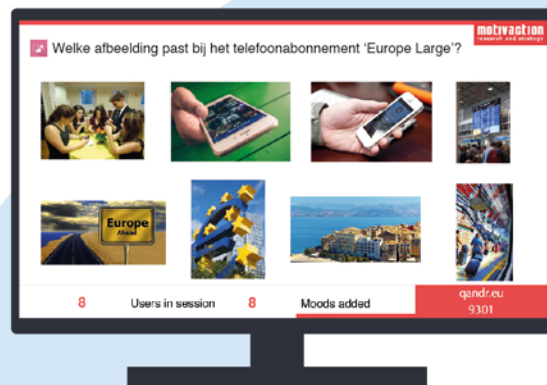 motivaction
research and strategy
Welke afbeelding past bij het telefoonabonnement 'Europe Large'?
Europe
Ahead
8 Users in session 8 Moods added
qandr.eu
9301